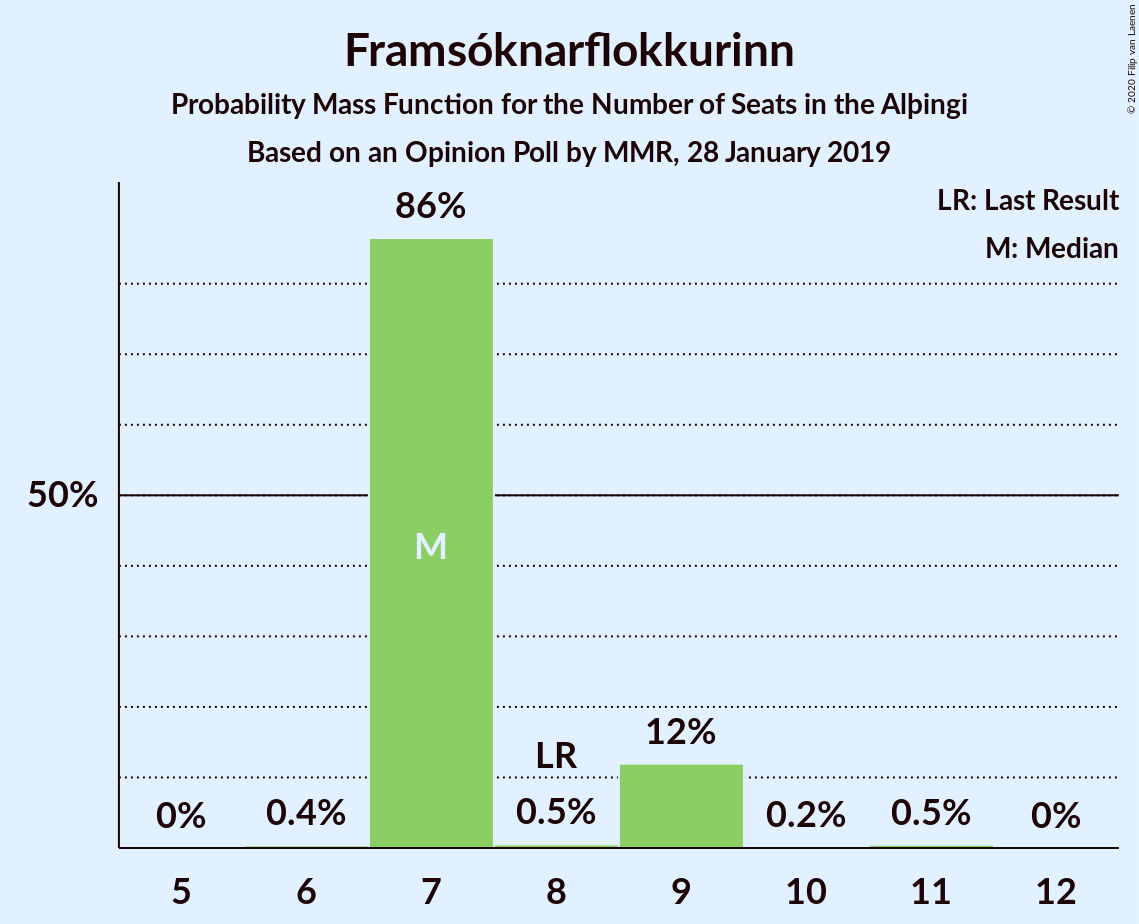 Framsóknarflokkurinn
Probability Mass Function for the Number of Seats in the Alþingi
Based on an Opinion Poll by MMR, 28 January 2019
© 2020 Filip van Laenen
LR: Last Result
M: Median
86%
50%
M
12%
LR
0% 0.4% 0.5% 0.2% 0.5% 0%
5 6 7 8 9 10 11 12